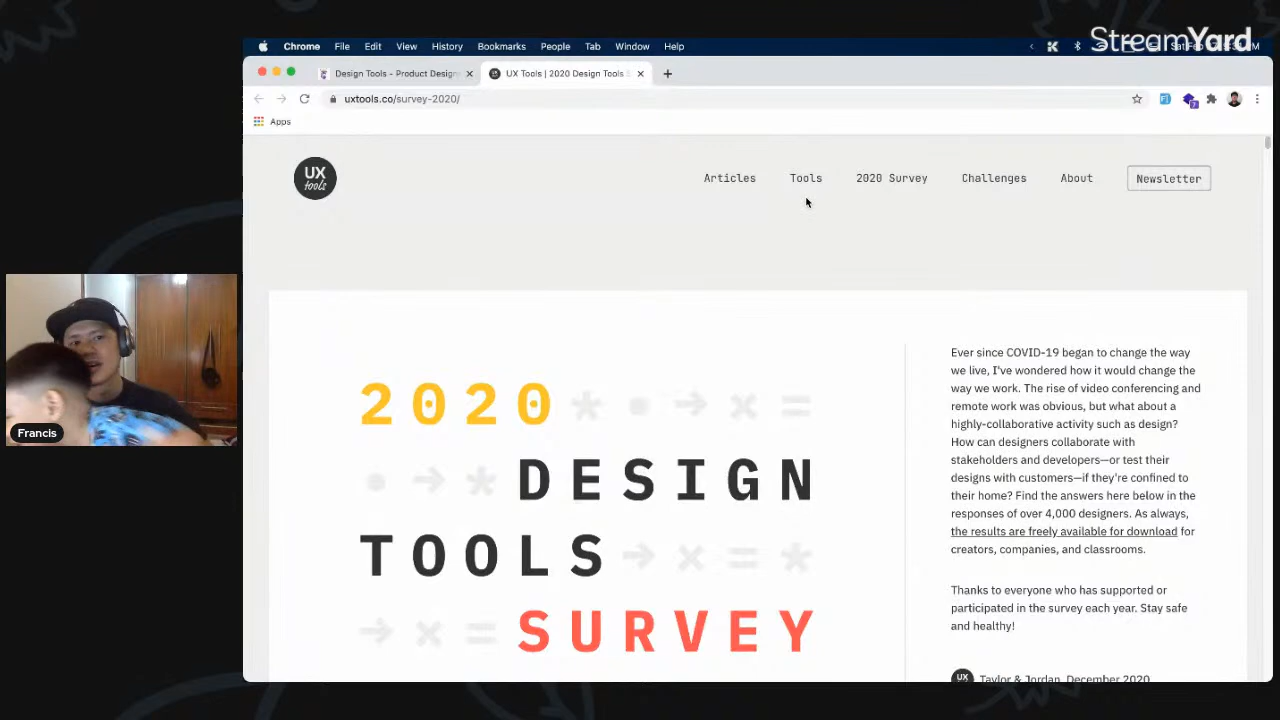 StreamYard
Chrome File Edit View History Bookmarks People Tab Window Help
Design Tools - Product Design
UX Tools | 2020 Design Tools
uxtools.co/survey-2020/
Apps
UX
tools
Articles Tools 2020 Survey Challenges About Newsletter
2020
DESIGN
TOOLS
SURVEY
Ever since COVID-19 began to change the way
we live, I've wondered how it would change the
way we work. The rise of video conferencing and
remote work was obvious, but what about a
highly-collaborative activity such as design?
How can designers collaborate with
stakeholders and developers—or test their
designs with customers—if they're confined to
their home? Find the answers here below in the
responses of over 4,000 designers. As always,
the results are freely available for download for
creators, companies, and classrooms.
Thanks to everyone who has supported or
participated in the survey each year. Stay safe
and healthy!
UX
Taylor & Jordan, December 2020
Francis